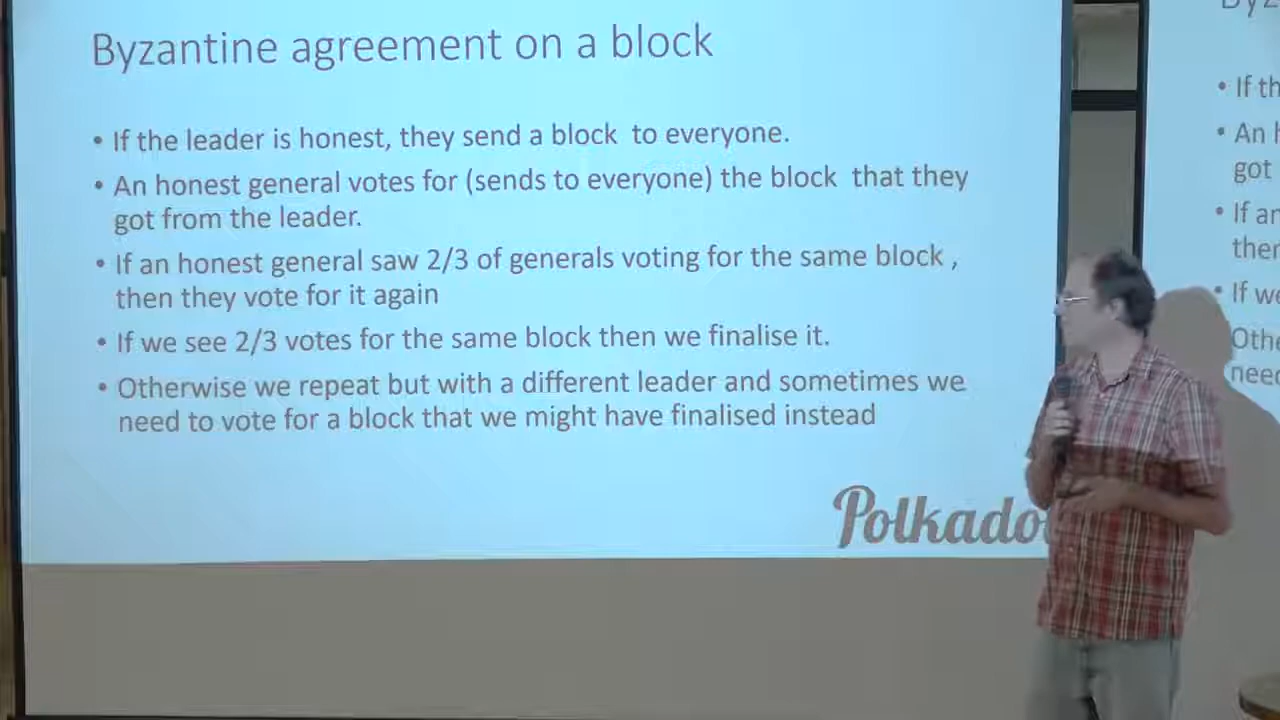 Byzantine agreement on a block
• If the leader is honest, they send a block to everyone.
• An honest general votes for (sends to everyone) the block that they
got from the leader.
• If an honest general saw 2/3 of generals voting for the same block ,
then they vote for it again
• If we see 2/3 votes for the same block then we finalise it.
• Otherwise we repeat but with a different leader and sometimes we
need to vote for a block that we might have finalised instead
Polkado
• If th
• An
got
• If an
then
• If we
Othe
need